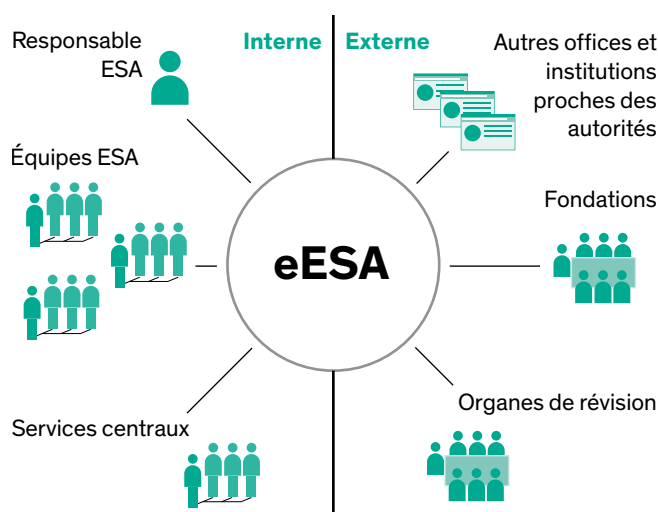 Responsable
ESA
Interne
Externe
Autres offices et
institutions
proches des
autorités
Équipes ESA
Fondations
eESA
Services centraux
Organes de révision